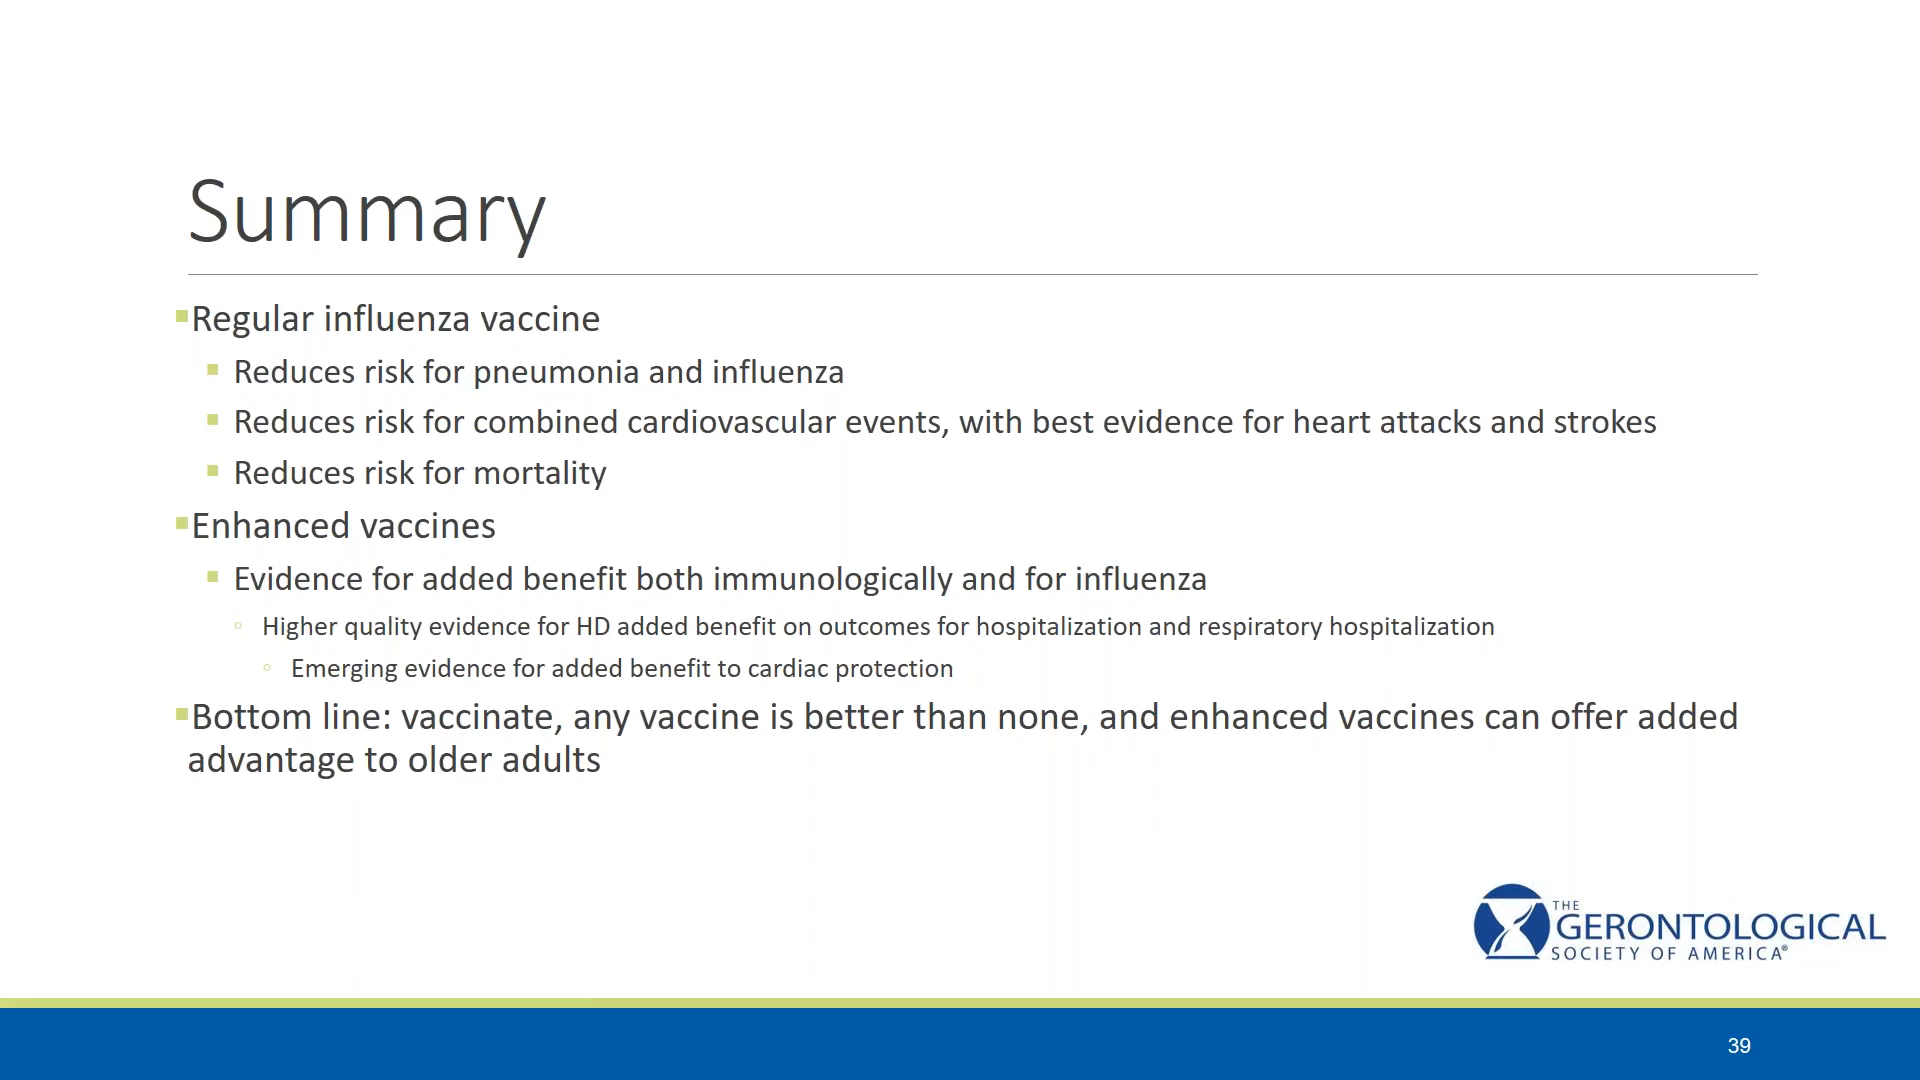 Summary
Regular influenza vaccine
Reduces risk for pneumonia and influenza
Reduces risk for combined cardiovascular events, with best evidence for heart attacks and strokes
Reduces risk for mortality
Enhanced vaccines
Evidence for added benefit both immunologically and for influenza
Higher quality evidence for HD added benefit on outcomes for hospitalization and respiratory hospitalization
Emerging evidence for added benefit to cardiac protection
Bottom line: vaccinate, any vaccine is better than none, and enhanced vaccines can offer added
advantage to older adults
THE
GERONTOLOGICAL
SOCIETY OF AMERICA®
39